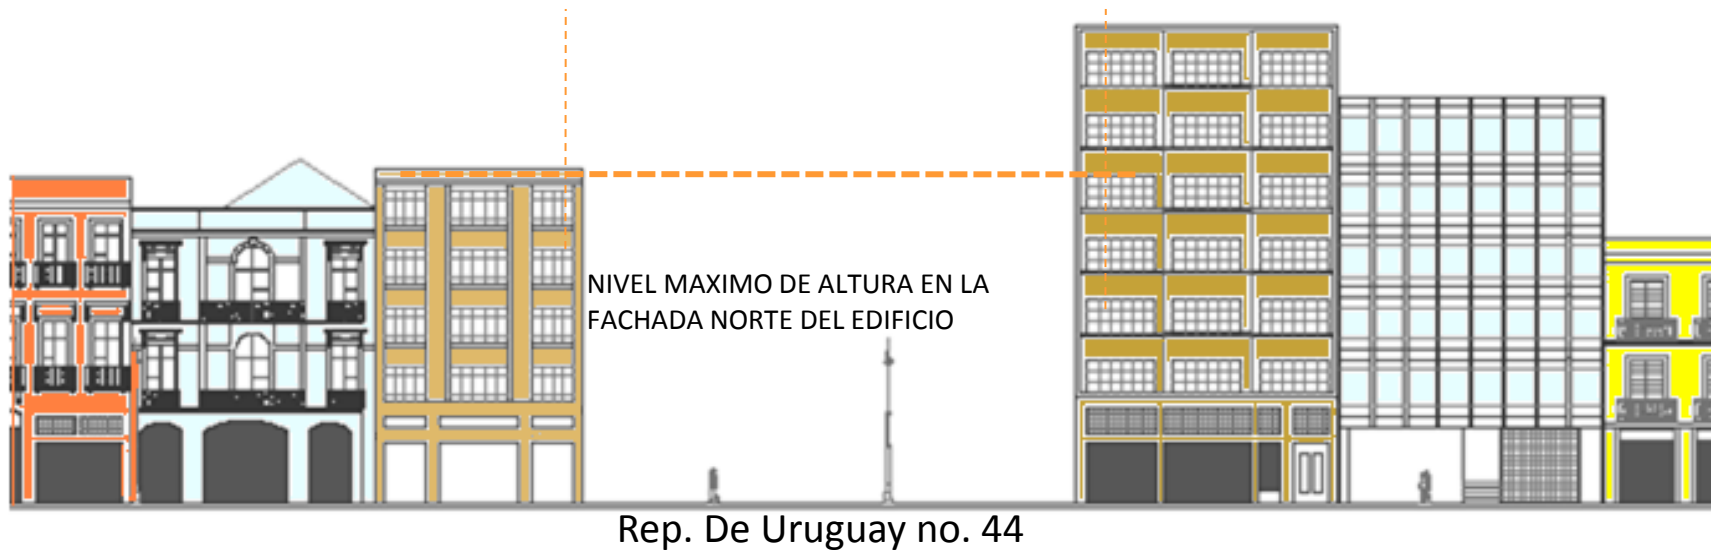 NIVEL MAXIMO DE ALTURA EN LA
FACHADA NORTE DEL EDIFICIO
Rep. De Uruguay no. 44